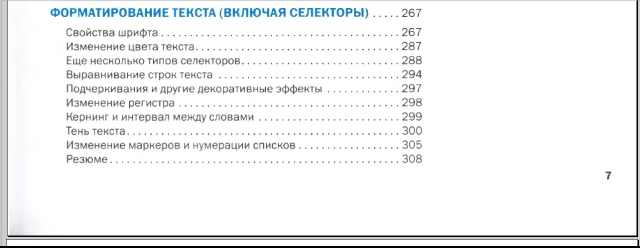 ФОРМАТИРОВАНИЕ ТЕКСТА (ВКЛЮЧАЯ СЕЛЕКТОРЫ) ..... 267
Свойства шрифта ..... 267
Изменение цвета текста ..... 287
Еще несколько типов селекторов ..... 288
Выравнивание строк текста ..... 294
Подчеркивания и другие декоративные эффекты ..... 297
Изменение регистра ..... 298
Кернинг и интервал между словами ..... 299
Тень текста ..... 300
Изменение маркеров и нумерации списков ..... 305
Резюме ..... 308
7